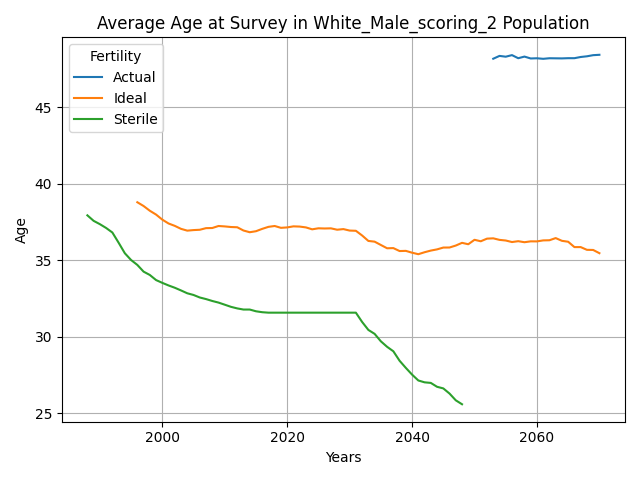 Average Age at Survey in White_Male_scoring_2 Population
Fertility
Actual
Ideal
Sterile
45
40
35
30
25
Age
2000
2020
2040
2060
Years